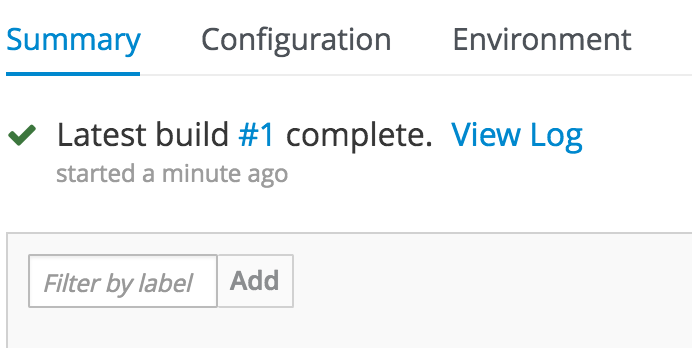 Summary Configuration Environment
Latest build #1 complete. View Log
started a minute ago
Filter by label Add